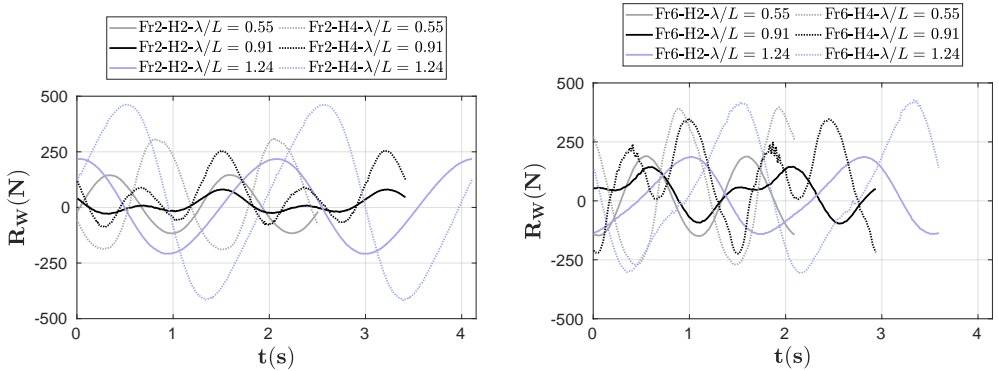 Fr2-H2-λ/L = 0.55 Fr2-H4-λ/L = 0.55
Fr2-H2-λ/L = 0.91 Fr2-H4-λ/L = 0.91
Fr2-H2-λ/L = 1.24 Fr2-H4-λ/L = 1.24
500
250
0
-250
-500
R_W(N)
0 1 2 3 4
t(s)
Fr6-H2-λ/L = 0.55 Fr6-H4-λ/L = 0.55
Fr6-H2-λ/L = 0.91 Fr6-H4-λ/L = 0.91
Fr6-H2-λ/L = 1.24 Fr6-H4-λ/L = 1.24
500
250
0
-250
-500
R_W(N)
0 1 2 3 4
t(s)